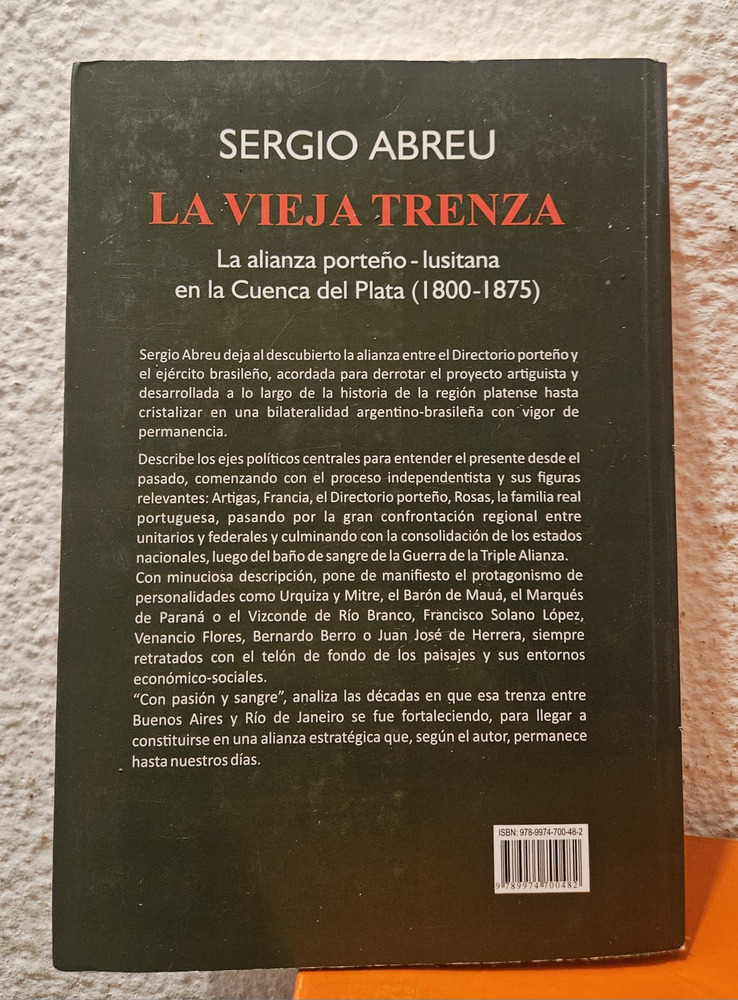 SERGIO ABREU
LA VIEJA TRENZA
La alianza porteño-lusitana
en la Cuenca del Plata (1800-1875)
Sergio Abreu deja al descubierto la alianza entre el Directorio porteño y
el ejército brasileño, acordada para derrotar el proyecto artiguista y
desarrollada a lo largo de la historia de la región platense hasta
cristalizar en una bilateralidad argentino-brasileña con vigor de
permanencia.
Describe los ejes políticos centrales para entender el presente desde el
pasado, comenzando con el proceso independentista y sus figuras
relevantes: Artigas, Francia, el Directorio porteño, Rosas, la familia real
portuguesa, pasando por la gran confrontación regional entre
unitarios y federales y culminando con la consolidación de los estados
nacionales, luego del baño de sangre de la Guerra de la Triple Alianza.
Con minuciosa descripción, pone de manifiesto el protagonismo de
personalidades como Urquiza y Mitre, el Barón de Mauá, el Marqués
de Paraná o el Vizconde de Río Branco, Francisco Solano López,
Venancio Flores, Bernardo Berro o Juan José de Herrera, siempre
retratados con el telón de fondo de los paisajes y sus entornos
económico-sociales.
“Con pasión y sangre”, analiza las décadas en que esa trenza entre
Buenos Aires y Río de Janeiro se fue fortaleciendo, para llegar a
constituirse en una alianza estratégica que, según el autor, permanece
hasta nuestros días.
ISBN: 978-9974-700-48-2
9 789974 700482